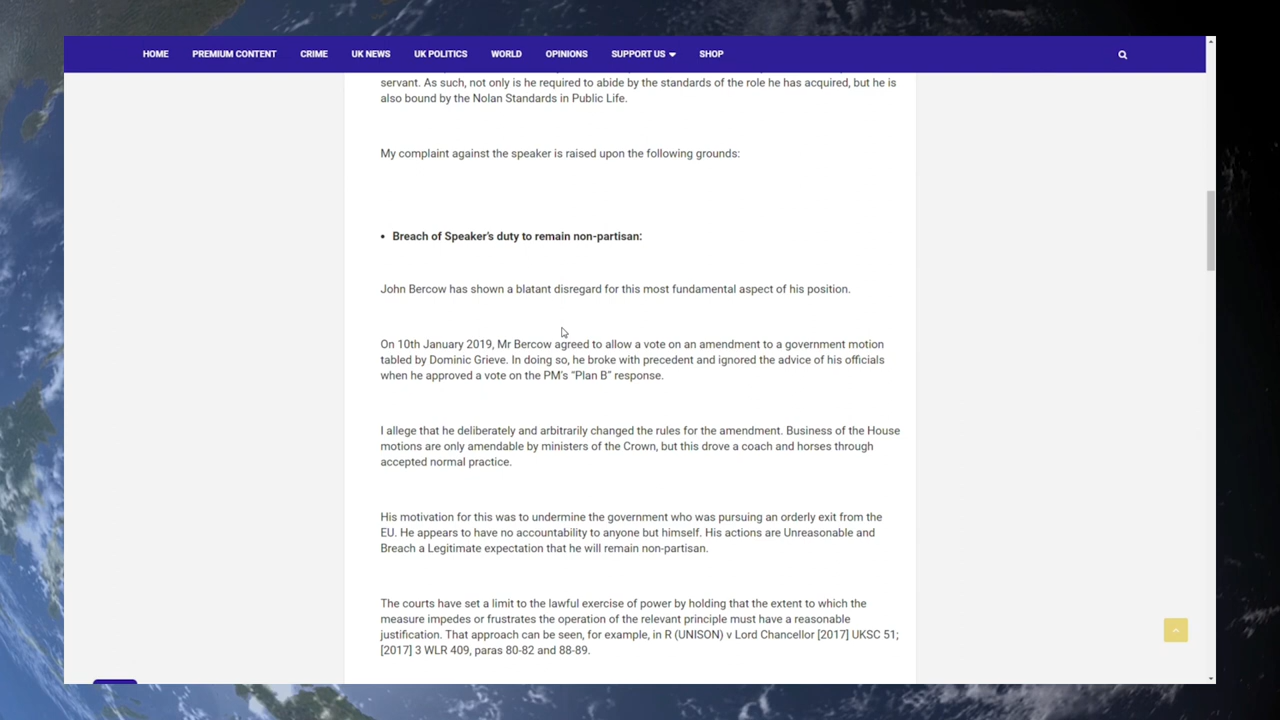 HOME PREMIUM CONTENT CRIME UK NEWS UK POLITICS WORLD OPINIONS SUPPORT US SHOP
servant. As such, not only is he required to abide by the standards of the role he has acquired, but he is
also bound by the Nolan Standards in Public Life.
My complaint against the speaker is raised upon the following grounds:
• Breach of Speaker's duty to remain non-partisan:
John Bercow has shown a blatant disregard for this most fundamental aspect of his position.
On 10th January 2019, Mr Bercow agreed to allow a vote on an amendment to a government motion
tabled by Dominic Grieve. In doing so, he broke with precedent and ignored the advice of his officials
when he approved a vote on the PM's “Plan B” response.
I allege that he deliberately and arbitrarily changed the rules for the amendment. Business of the House
motions are only amendable by ministers of the Crown, but this drove a coach and horses through
accepted normal practice.
His motivation for this was to undermine the government who was pursuing an orderly exit from the
EU. He appears to have no accountability to anyone but himself. His actions are Unreasonable and
Breach a Legitimate expectation that he will remain non-partisan.
The courts have set a limit to the lawful exercise of power by holding that the extent to which the
measure impedes or frustrates the operation of the relevant principle must have a reasonable
justification. That approach can be seen, for example, in R (UNISON) v Lord Chancellor [2017] UKSC 51;
[2017] 3 WLR 409, paras 80-82 and 88-89.